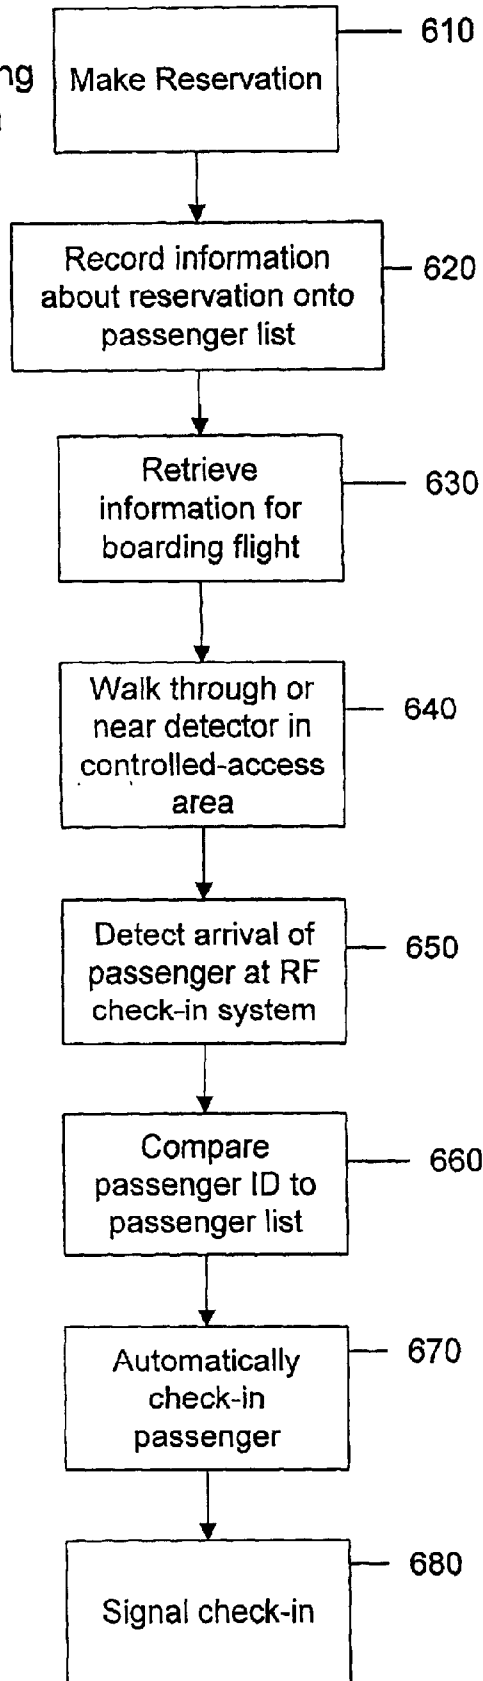 610
Make Reservation
Record information
about reservation onto
passenger list
620
Retrieve
information for
boarding flight
630
Walk through or
near detector in
controlled-access
area
640
Detect arrival of
passenger at RF
check-in system
650
Compare
passenger ID to
passenger list
660
Automatically
check-in
passenger
670
Signal check-in
680